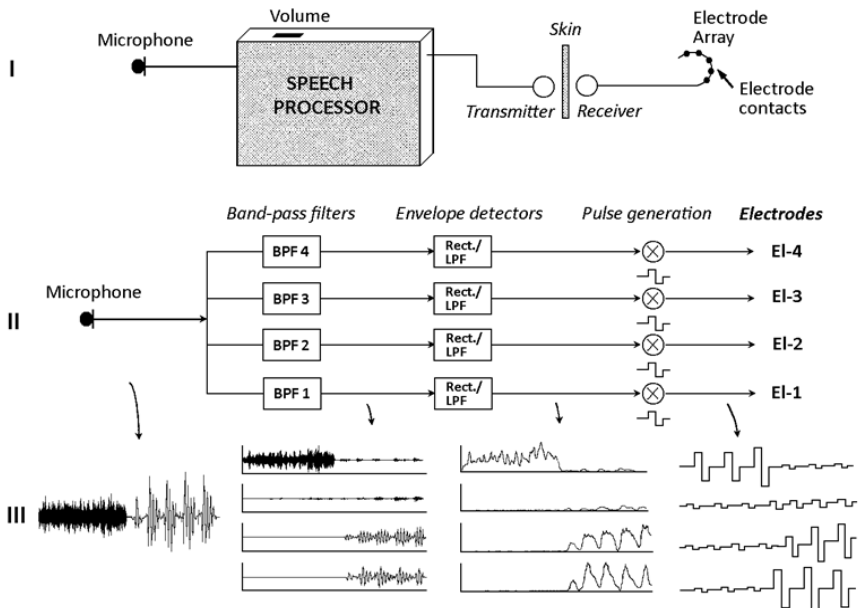 I
Microphone
Volume
SPEECH
PROCESSOR
Skin
Transmitter
Receiver
Electrode
Array
Electrode
contacts
II
Band-pass filters
Envelope detectors
Pulse generation
Electrodes
Microphone
BPF 4
Rect./
LPF
El-4
BPF 3
Rect./
LPF
El-3
BPF 2
Rect./
LPF
El-2
BPF 1
Rect./
LPF
El-1
III